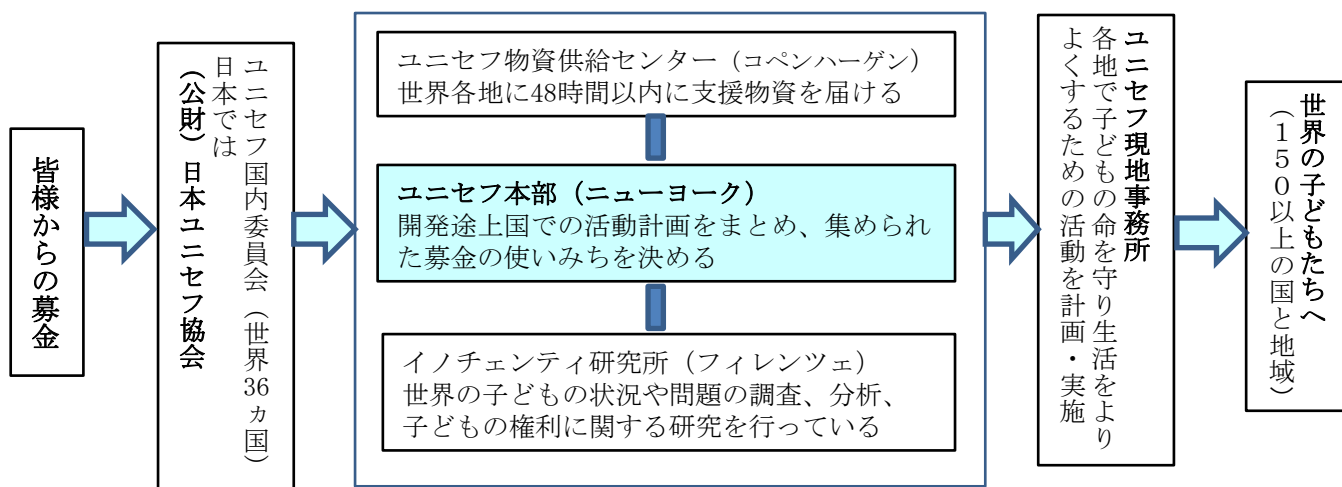 皆様からの募金
ユニセフ国内委員会（世界36ヵ国）
日本では
（公財）日本ユニセフ協会
ユニセフ物資供給センター（コペンハーゲン）
世界各地に48時間以内に支援物資を届ける
ユニセフ本部（ニューヨーク）
開発途上国での活動計画をまとめ、集められ
た募金の使いみちを決める
イノチェンティ研究所（フィレンツェ）
世界の子どもの状況や問題の調査、分析、
子どもの権利に関する研究を行っている
ユニセフ現地事務所
各地で子どもの命を守り生活をより
よくするための活動を計画・実施
世界の子どもたちへ
（１５０以上の国と地域）